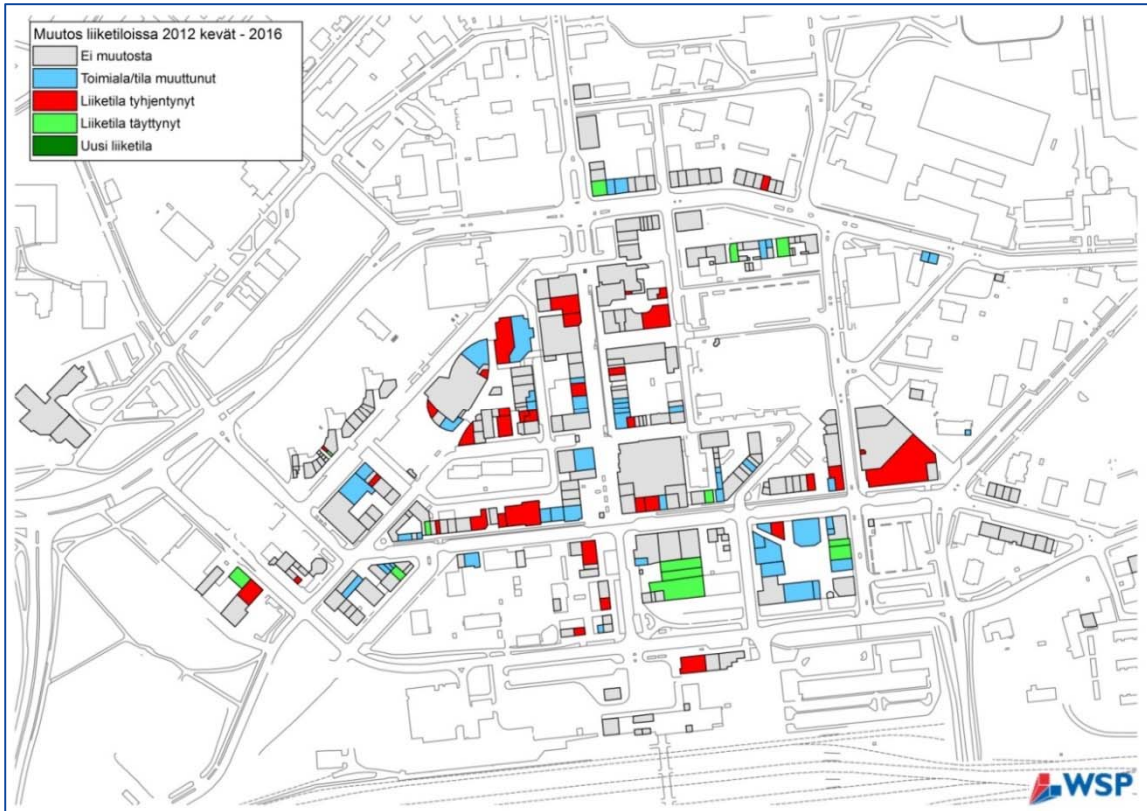 Muutos liiketiloissa 2012 kevät - 2016
Ei muutosta
Toimiala/tila muuttunut
Liiketila tyhjentynyt
Liiketila täyttynyt
Uusi liiketila
WSP